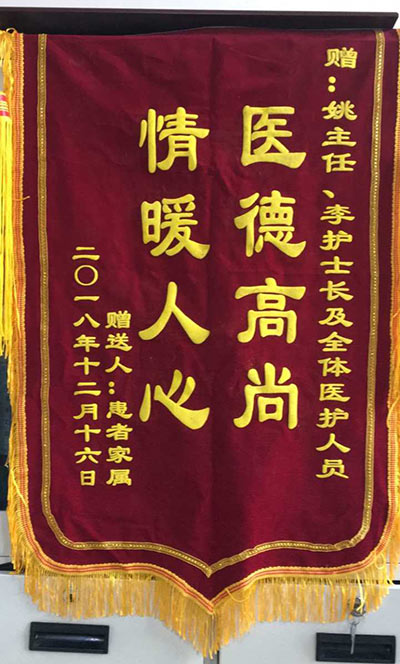 赠：姚主任、李护士长及全体医护人员
医德高尚
情暖人心
赠送人：患者家属
二〇一八年十二月十六日